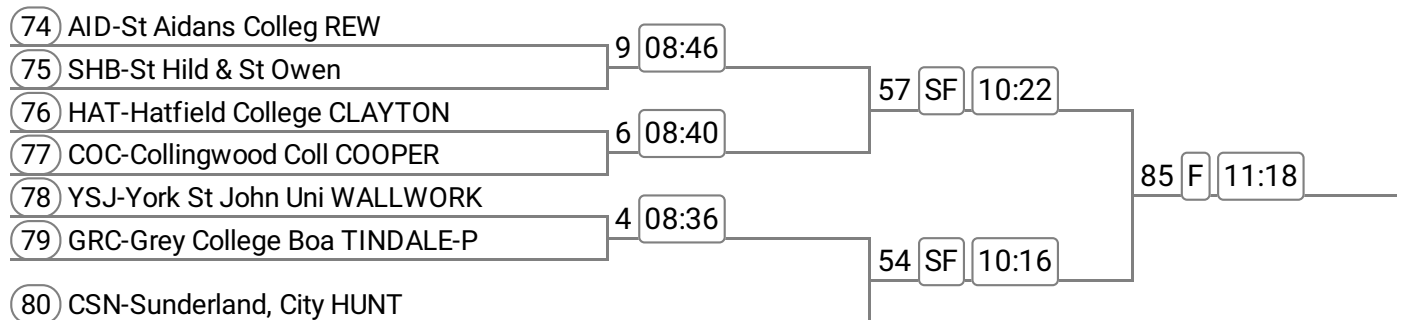 74 AID-St Aidans Colleg REW
9 08:46
75 SHB-St Hild & St Owen
57 SF 10:22
76 HAT-Hatfield College CLAYTON
6 08:40
77 COC-Collingwood Coll COOPER
85 F 11:18
78 YSJ-York St John Uni WALLWORK
4 08:36
79 GRC-Grey College Boa TINDALE-P
54 SF 10:16
80 CSN-Sunderland, City HUNT